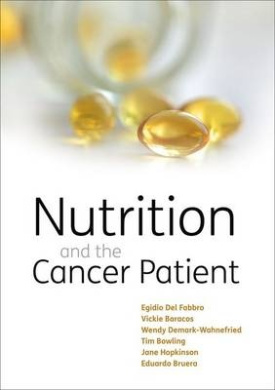 Nutrition
and the
Cancer Patient
Egidio Del Fabbro
Vickie Baracos
Wendy Demark-Wahnefried
Tim Bowling
Jane Hopkinson
Eduardo Bruera